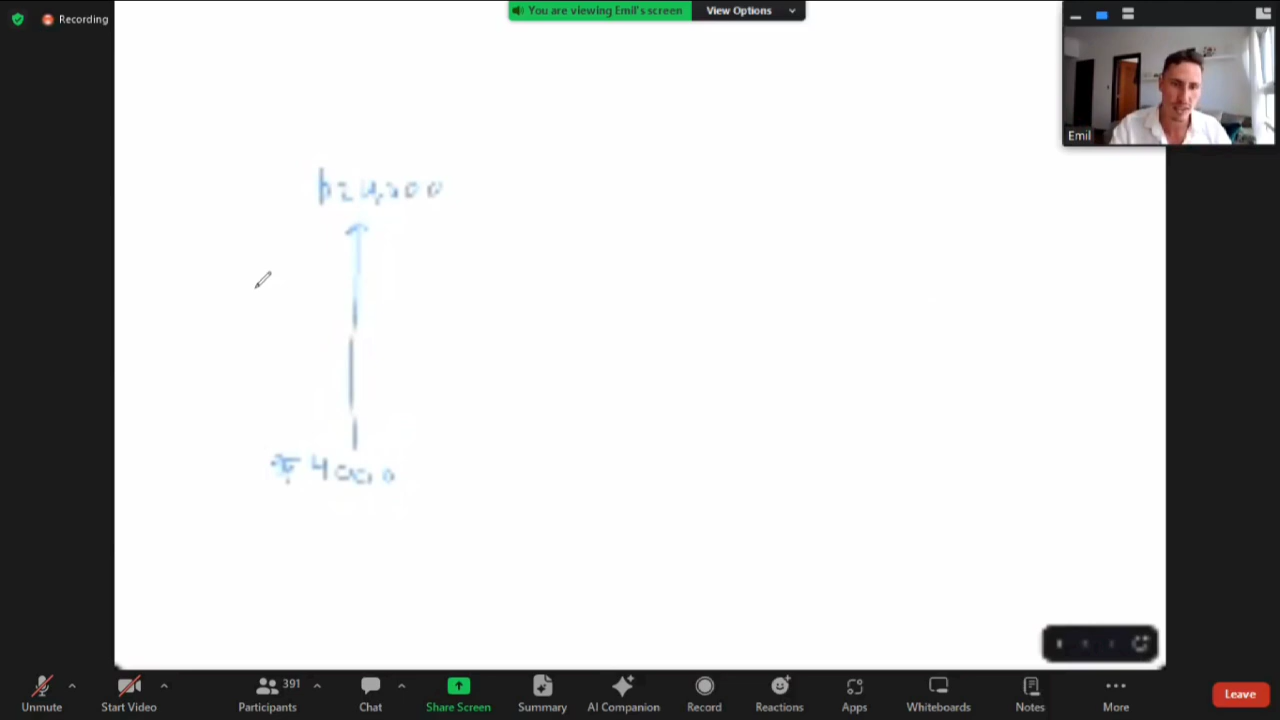 Recording
You are viewing Emil's screen
View Options
Emil
4000
Unmute
Start Video
Participants
391
Chat
Share Screen
Summary
AI Companion
Record
Reactions
Apps
Whiteboards
Notes
More
Leave